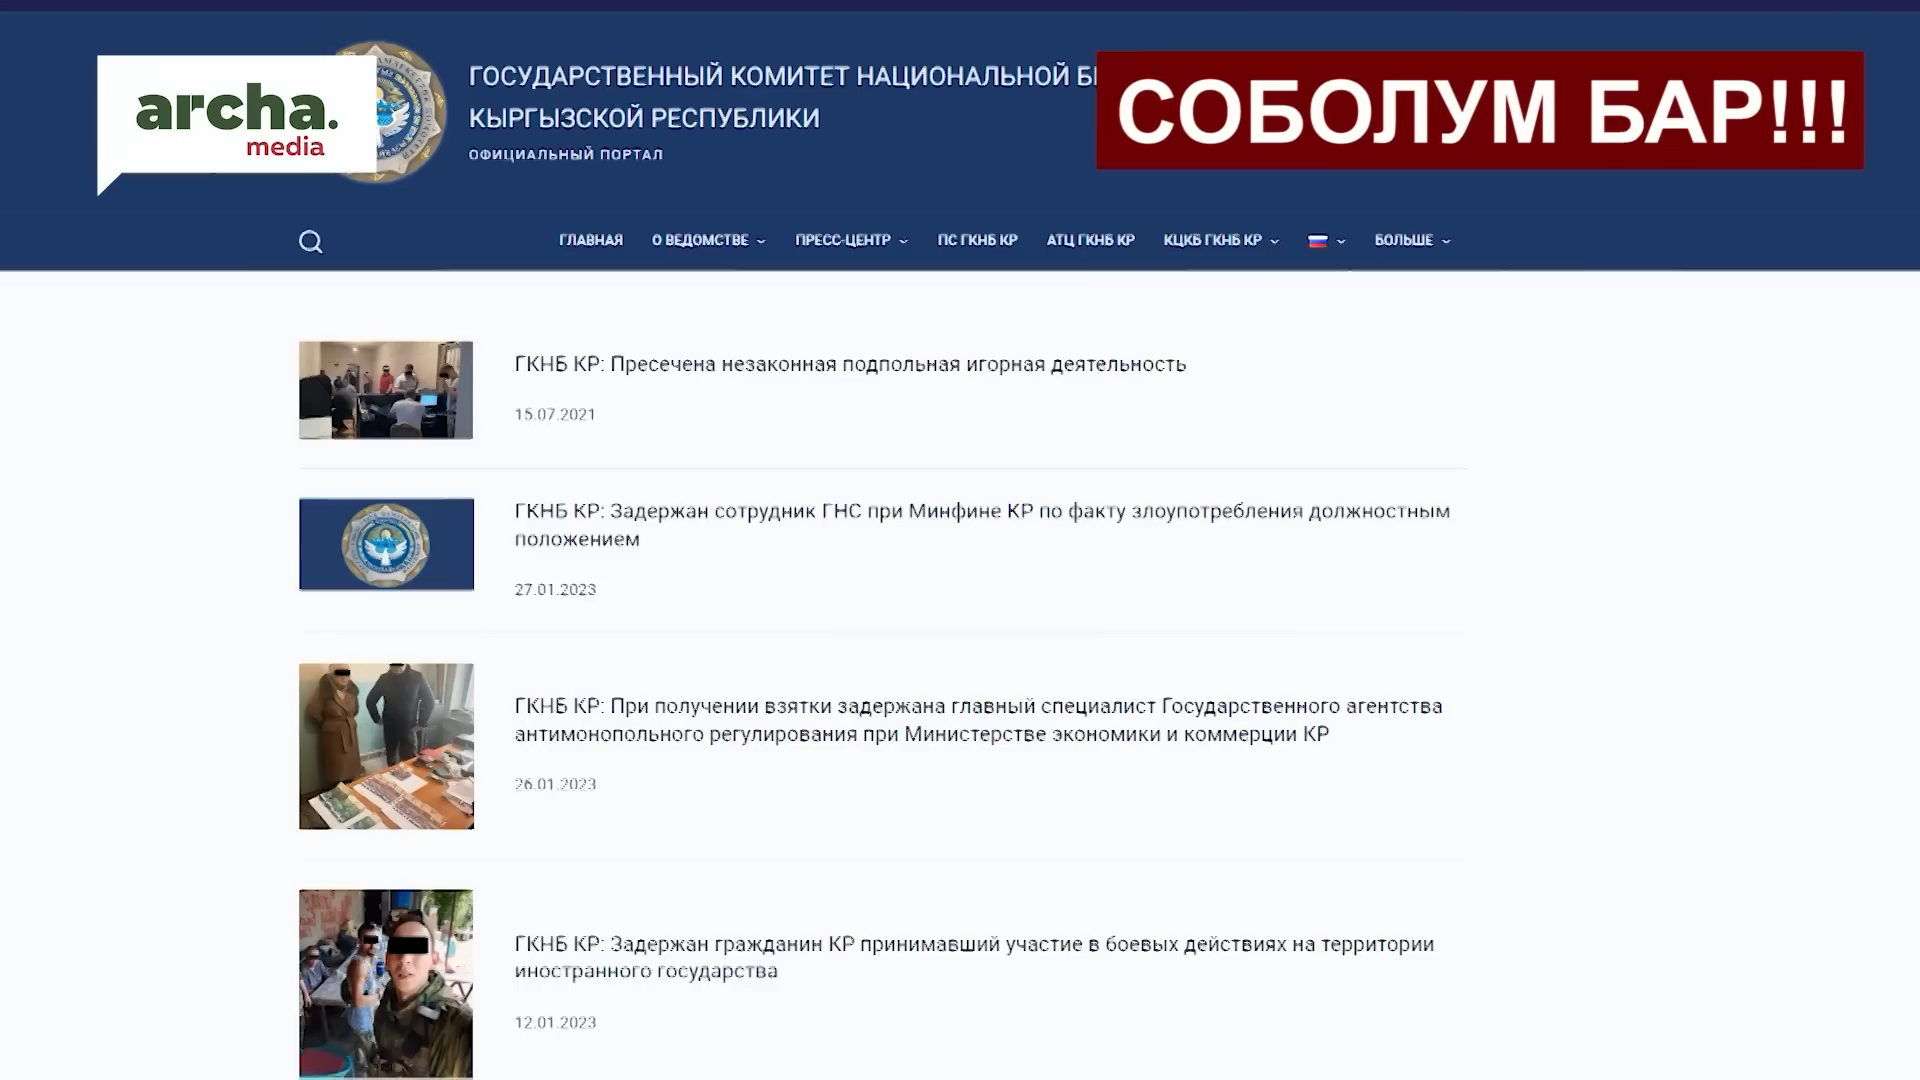 archa.
media
ГОСУДАРСТВЕННЫЙ КОМИТЕТ НАЦИОНАЛЬНОЙ
КЫРГЫЗСКОЙ РЕСПУБЛИКИ
ОФИЦИАЛЬНЫЙ ПОРТАЛ
СОБОЛУМ БАР!!!
ГЛАВНАЯ О ВЕДОМСТВЕ ПРЕСС-ЦЕНТР ПС ГКНБ КР АТЦ ГКНБ КР КЦКБ ГКНБ КР БОЛЬШЕ
ГКНБ КР: Пресечена незаконная подпольная игорная деятельность
15.07.2021
ГКНБ КР: Задержан сотрудник ГНС при Минфине КР по факту злоупотребления должностным
положением
27.01.2023
ГКНБ КР: При получении взятки задержана главный специалист Государственного агентства
антимонопольного регулирования при Министерстве экономики и коммерции КР
26.01.2023
ГКНБ КР: Задержан гражданин КР принимавший участие в боевых действиях на территории
иностранного государства
12.01.2023